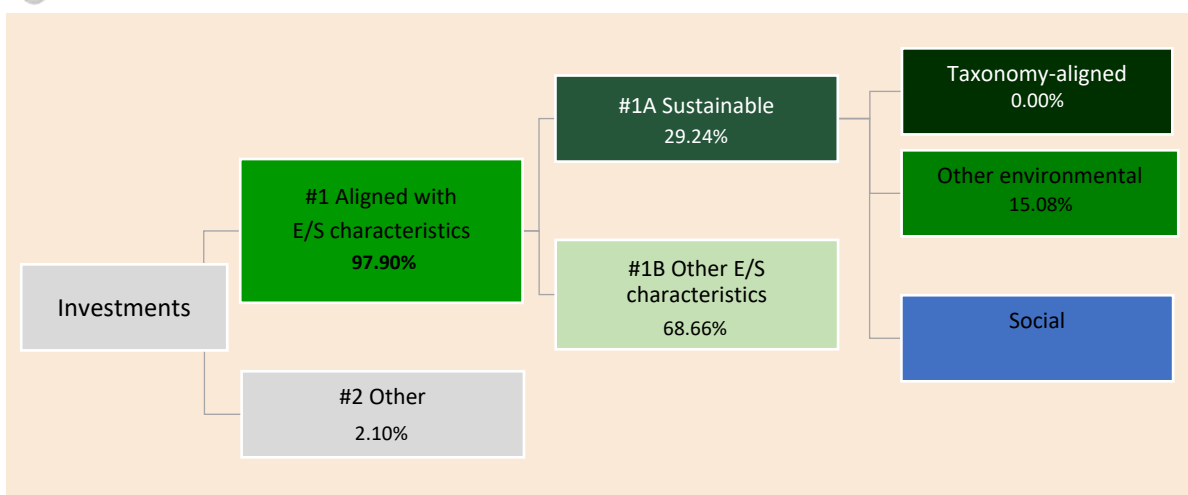 Investments
#1 Aligned with
E/S characteristics
97.90%
#2 Other
2.10%
#1A Sustainable
29.24%
#1B Other E/S
characteristics
68.66%
Taxonomy-aligned
0.00%
Other environmental
15.08%
Social